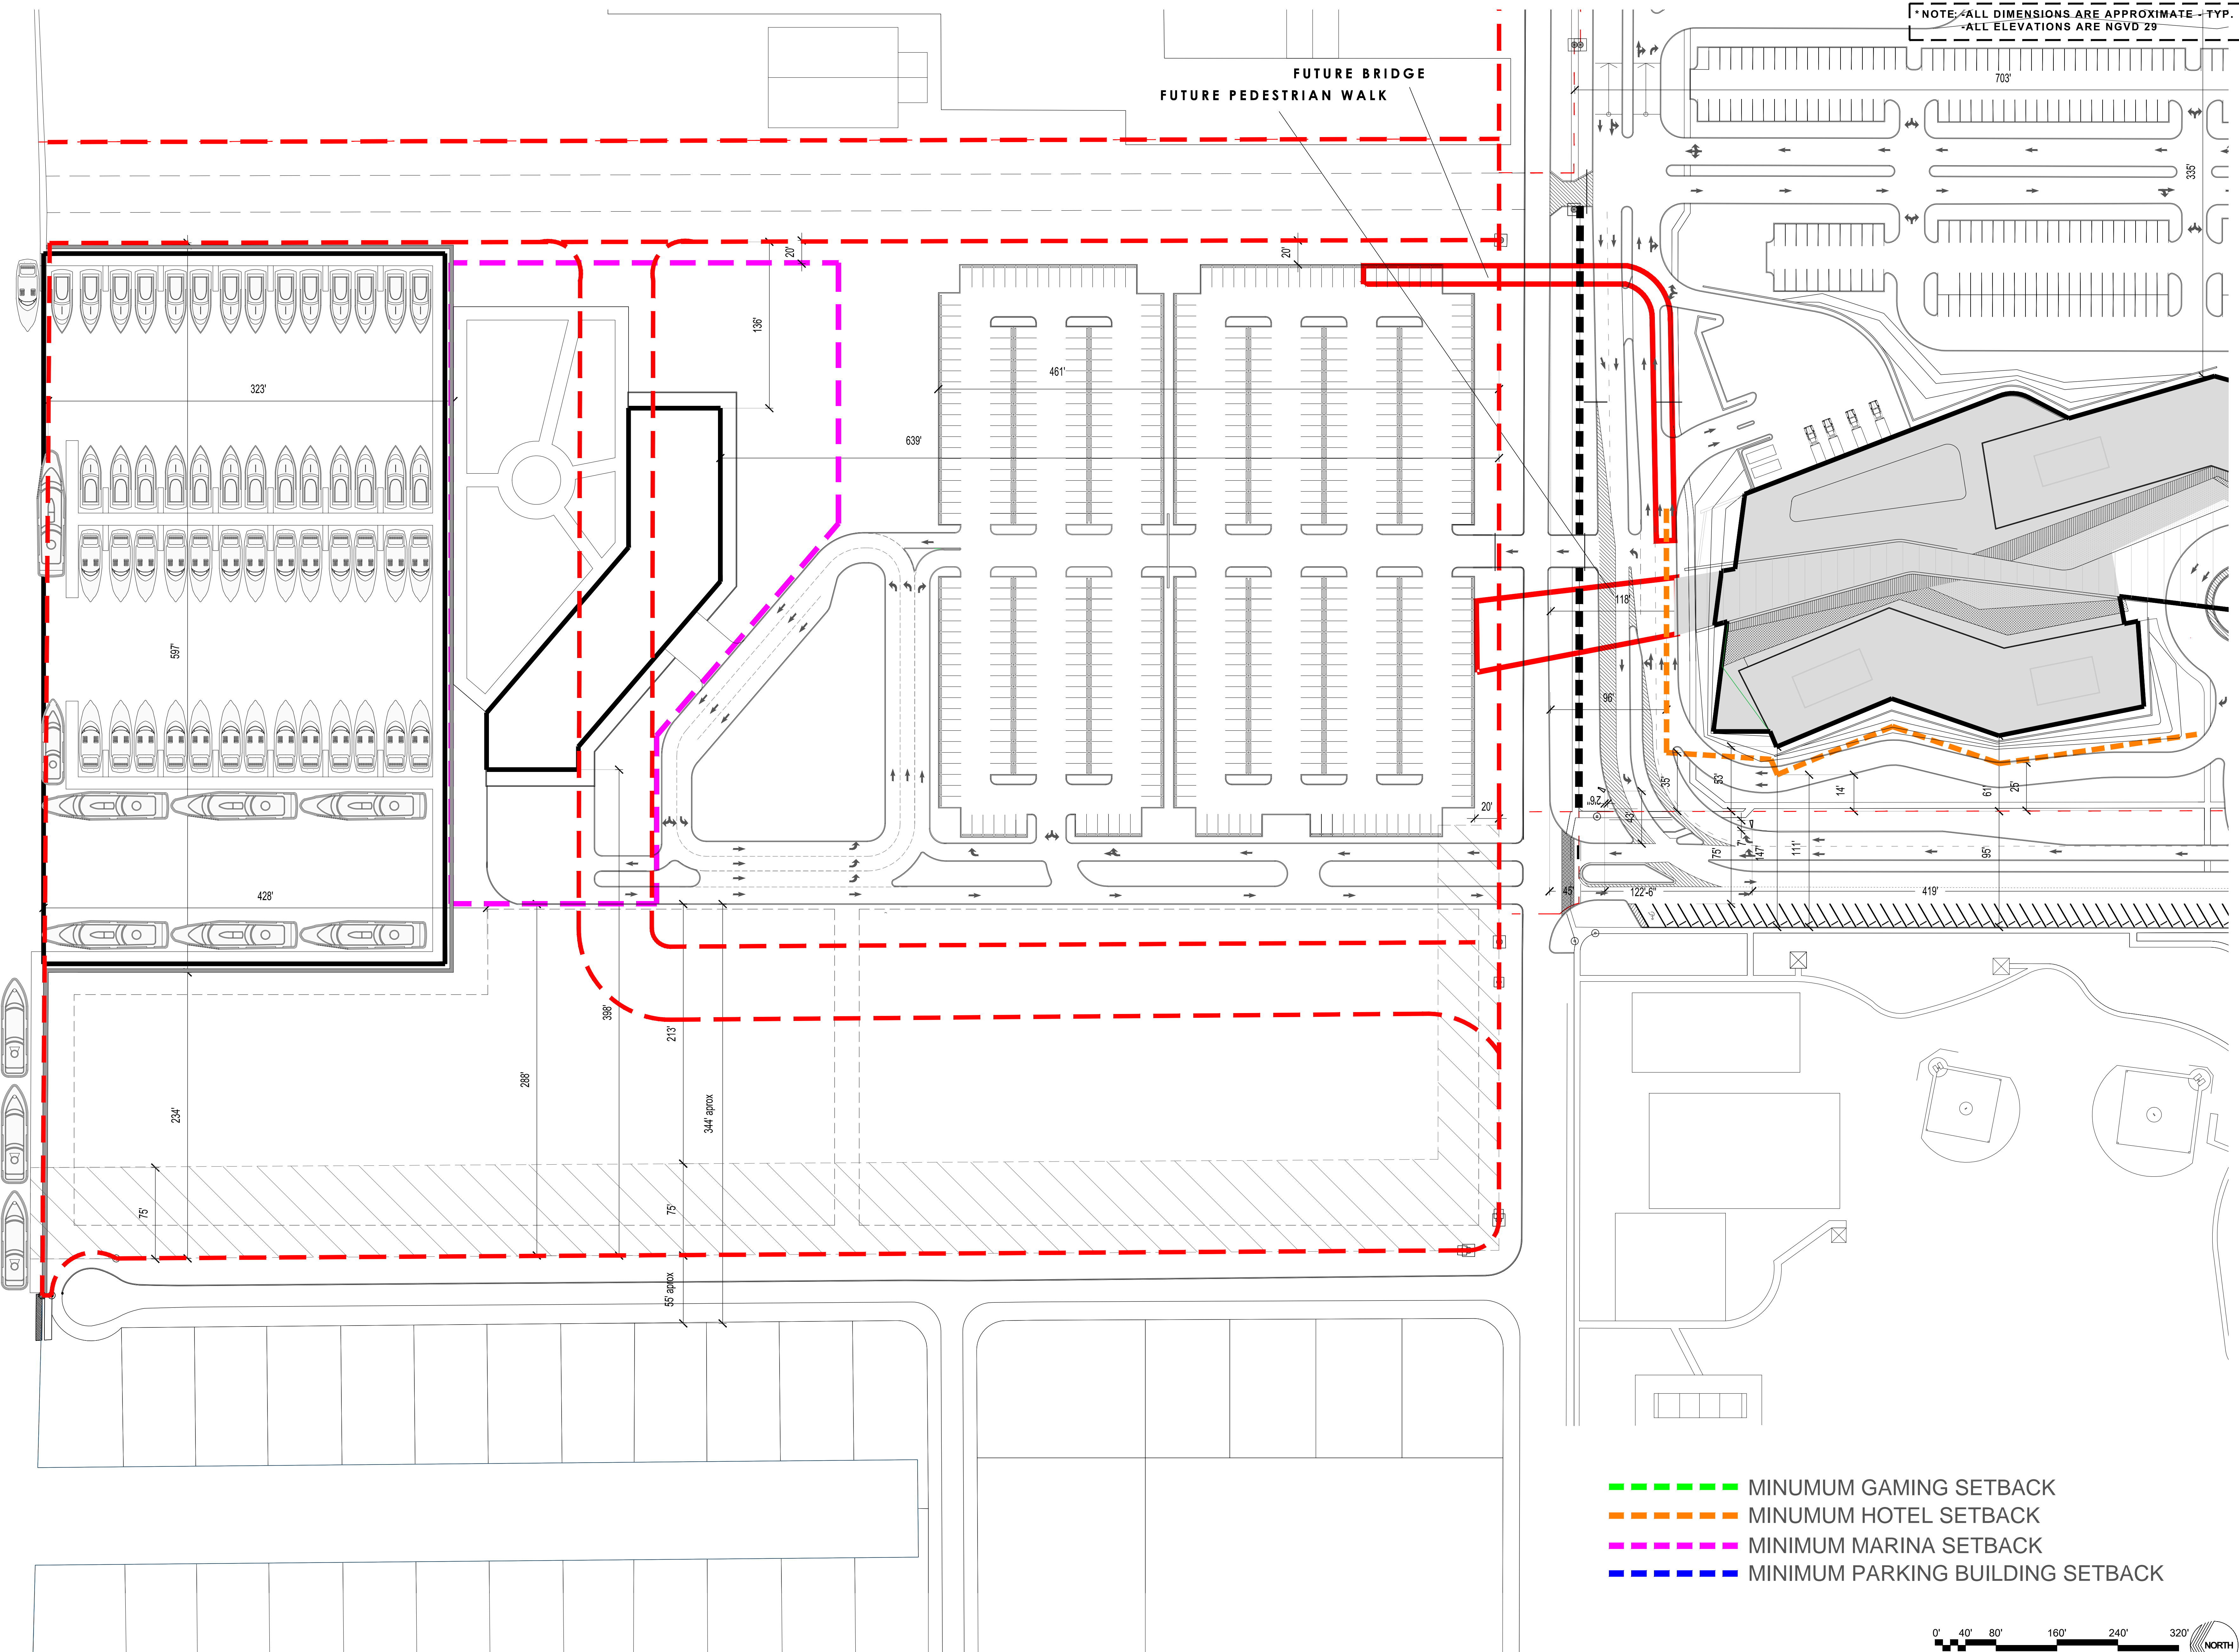 *NOTE: -ALL DIMENSIONS ARE APPROXIMATE - TYP.
-ALL ELEVATIONS ARE NGVD 29
FUTURE BRIDGE
FUTURE PEDESTRIAN WALK
703'
335'
20'
20'
136'
323'
461'
639'
597'
118'
96'
35'
53'
14'
61'
25'
20'
43'
75'
7'
147'
111'
95'
428'
45'
122'-6"
419'
398'
213'
288'
344' aprox
234'
75'
75'
55' aprox
MINUMUM GAMING SETBACK
MINUMUM HOTEL SETBACK
MINIMUM MARINA SETBACK
MINIMUM PARKING BUILDING SETBACK
0' 40' 80' 160' 240' 320'
NORTH